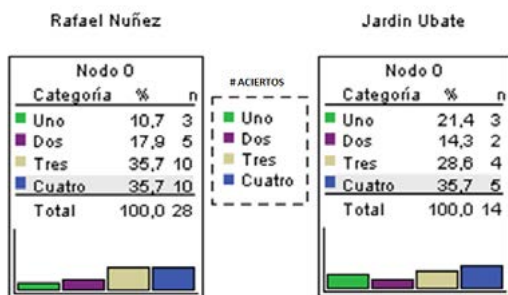 Rafael Nuñez
Nodo 0
Categoría % n
Uno 10,7 3
Dos 17,9 5
Tres 35,7 10
Cuatro 35,7 10
Total 100,0 28
# ACIERTOS
Uno
Dos
Tres
Cuatro
Jardin Ubate
Nodo 0
Categoría % n
Uno 21,4 3
Dos 14,3 2
Tres 28,6 4
Cuatro 35,7 5
Total 100,0 14